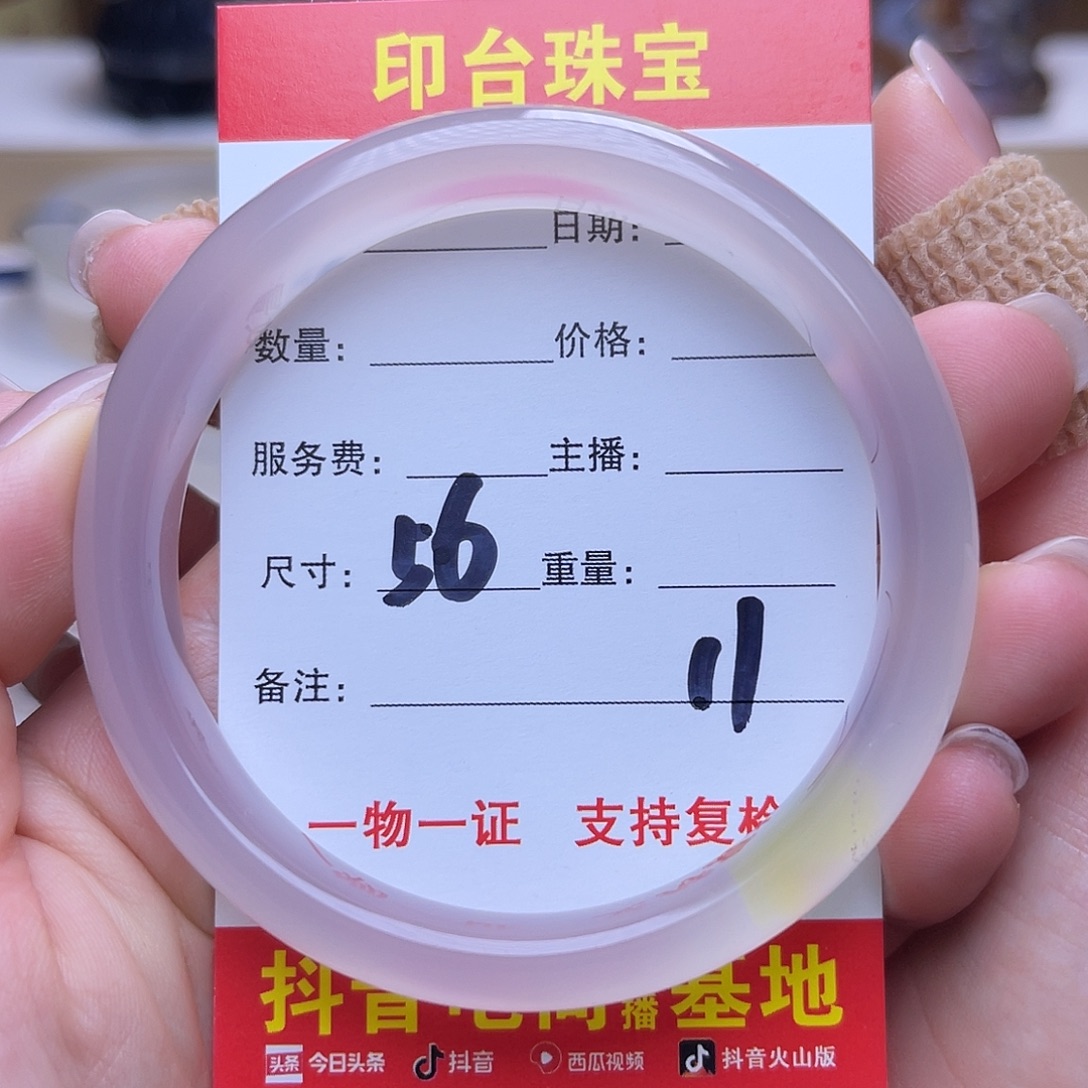 印台珠宝
日期：
数量： 价格：
服务费： 主播：
尺寸： 56 重量：
备注： 11
一物一证 支持复检
抖音电商直播基地
头条 今日头条 抖音 西瓜视频 抖音火山版